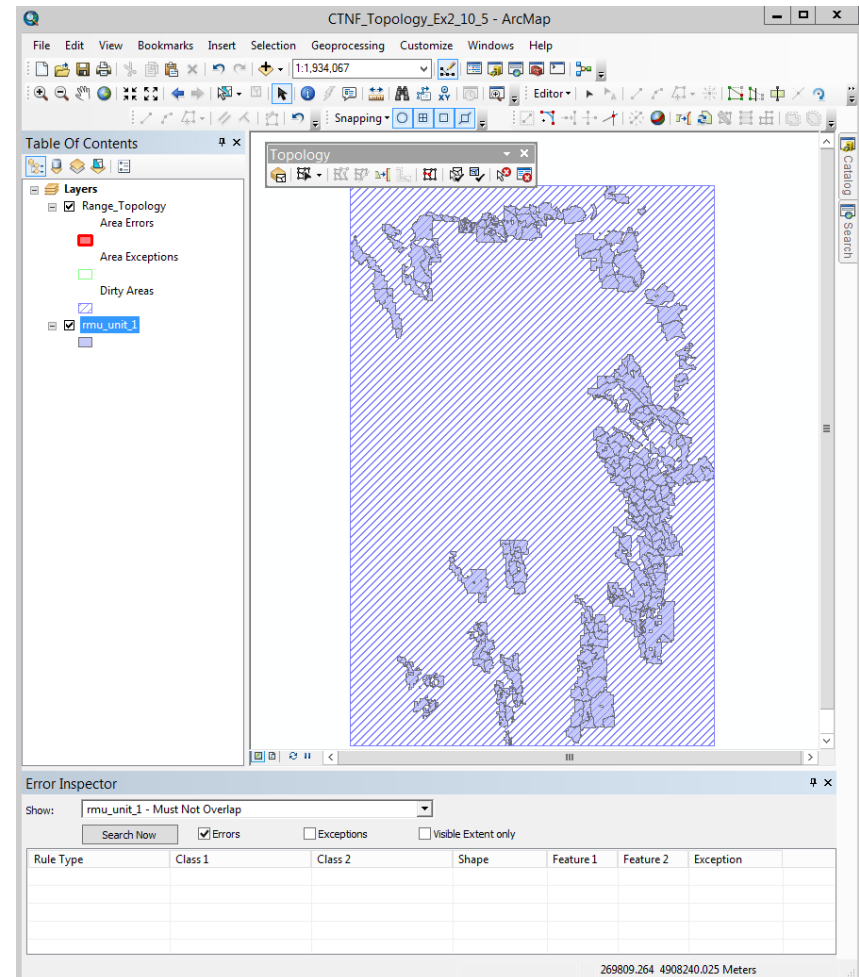 CTNF_Topology_Ex2_10_5 - ArcMap
File Edit View Bookmarks Insert Selection Geoprocessing Customize Windows Help
1:1,934,067
Editor
Snapping
Table Of Contents
Layers
Range_Topology
Area Errors
Area Exceptions
Dirty Areas
rmu_unit_1
Topology
Catalog
Search
Error Inspector
Show: rmu_unit_1 - Must Not Overlap
Search Now Errors Exceptions Visible Extent only
Rule Type Class 1 Class 2 Shape Feature 1 Feature 2 Exception
269809.264 4908240.025 Meters